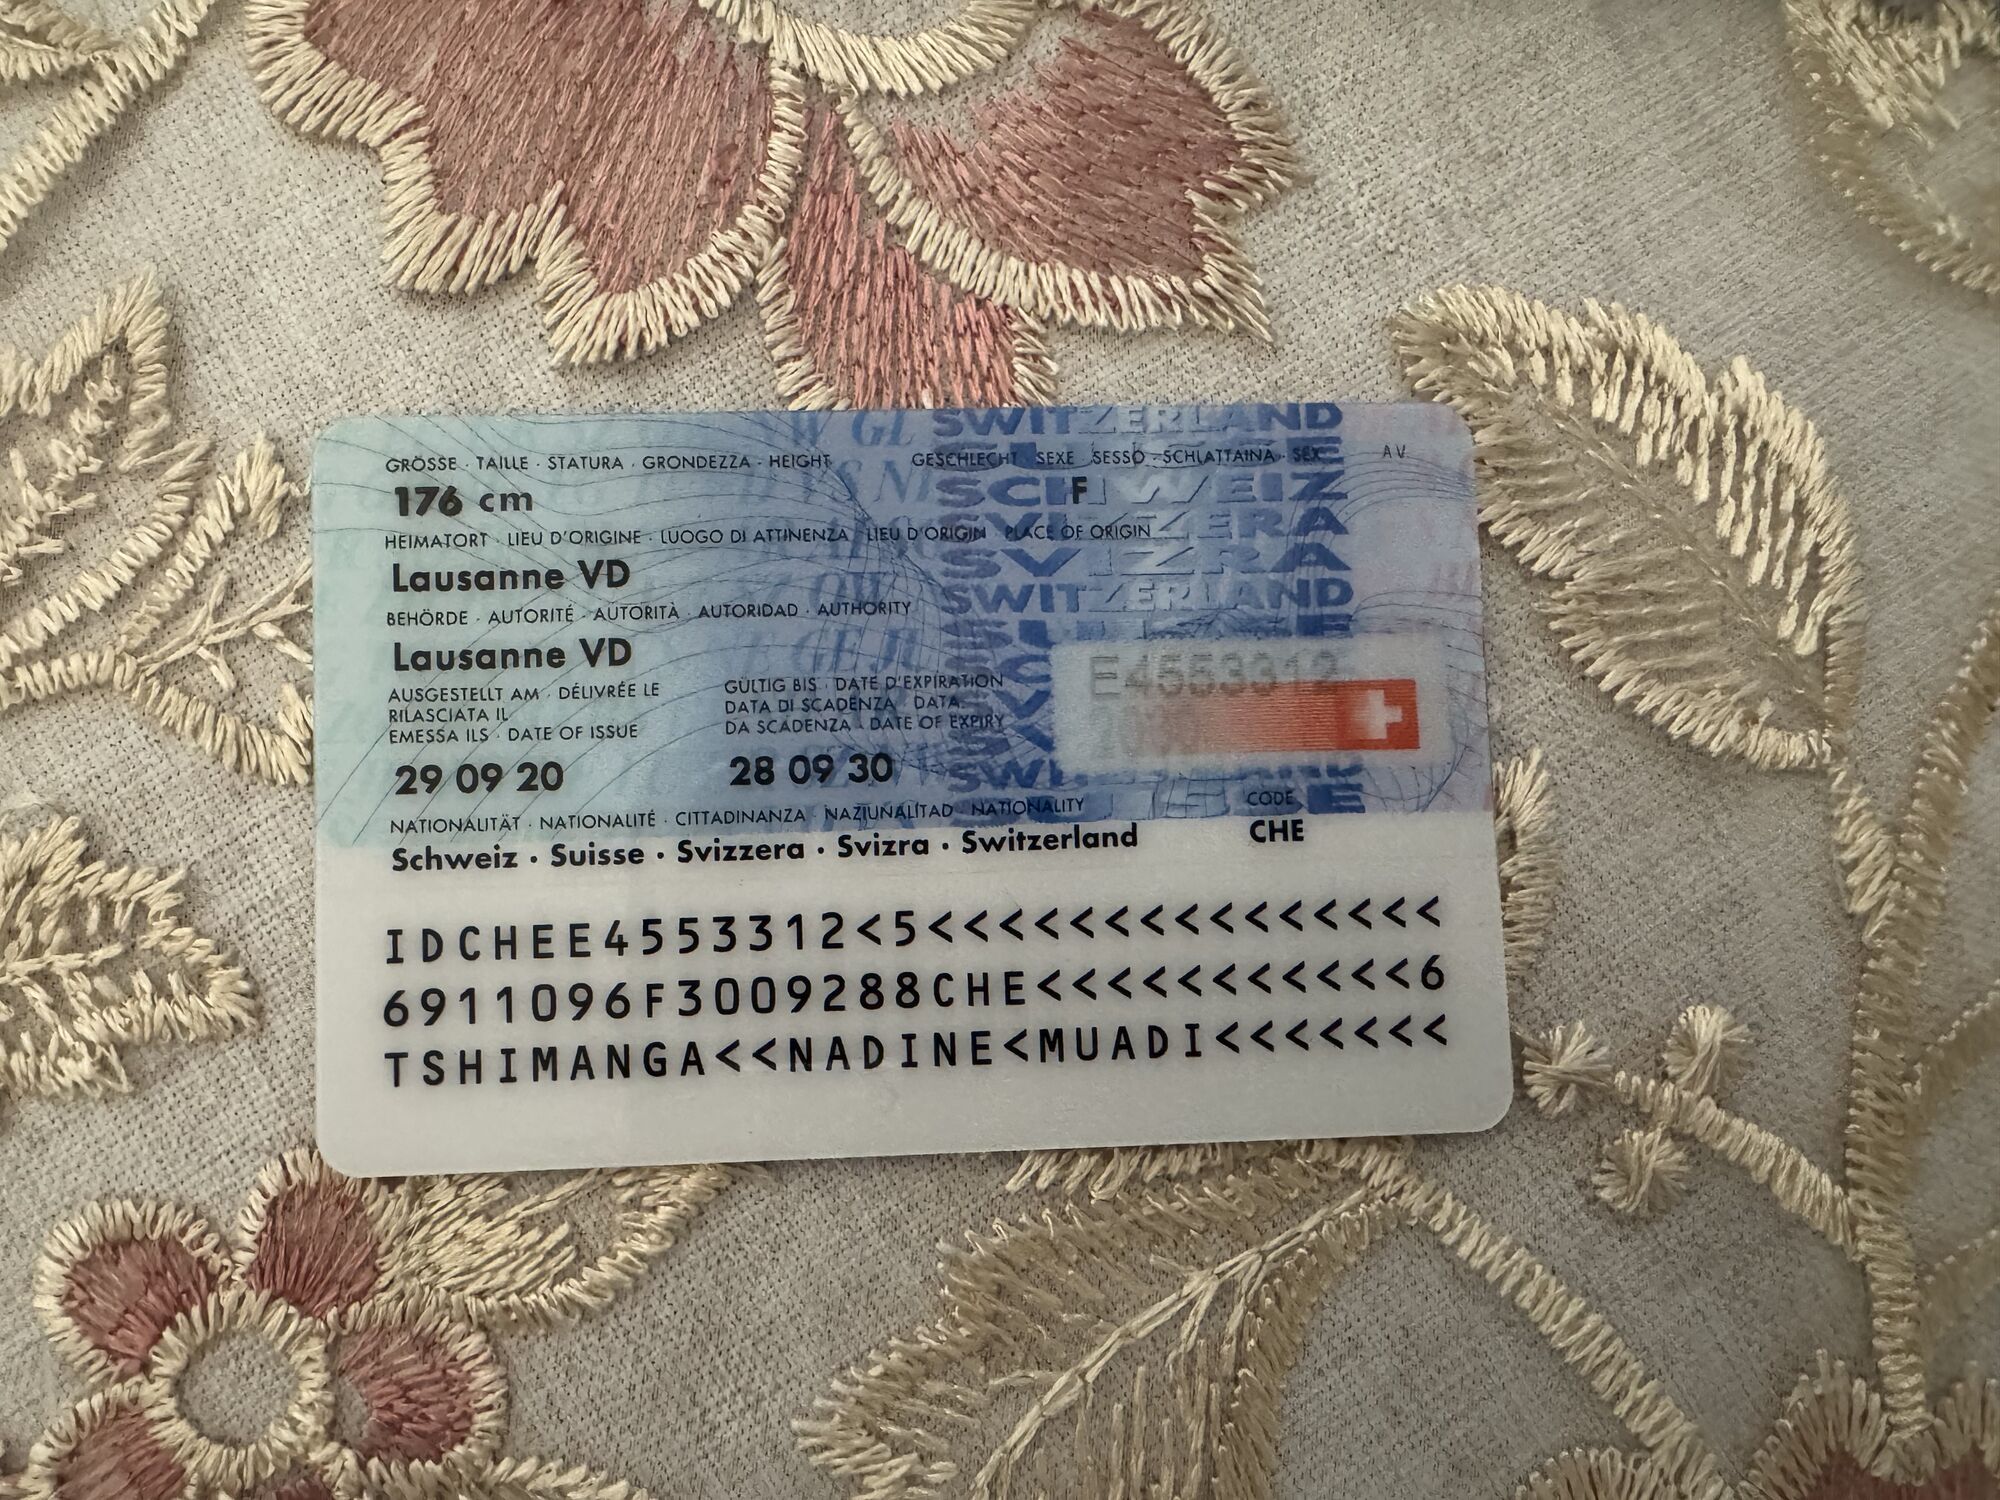 GRÖSSE · TAILLE · STATURA · GRONDEZZA · HEIGHT
GESCHLECHT · SEXE · SESSO · SCHLATTAINA · SEX
AV
176 cm
F
HEIMATORT · LIEU D'ORIGINE · LUOGO DI ATTINENZA · LIEU D'ORIGIN · PLACE OF ORIGIN
Lausanne VD
BEHÖRDE · AUTORITÉ · AUTORITÀ · AUTORIDAD · AUTHORITY
Lausanne VD
AUSGESTELLT AM · DÉLIVRÉE LE
RILASCIATA IL
EMESSA ILS · DATE OF ISSUE
GÜLTIG BIS · DATE D'EXPIRATION
DATA DI SCADENZA · DATA
DA SCADENZA · DATE OF EXPIRY
E4553312
29 09 20
28 09 30
NATIONALITÄT · NATIONALITÉ · CITTADINANZA · NAZIUNALITAD · NATIONALITY
CODE
Schweiz · Suisse · Svizzera · Svizra · Switzerland
CHE
IDCHEE4553312<5<<<<<<<<<<<<<<<
6911096F3009288CHE<<<<<<<<<<<6
TSHIMANGA<<NADINE<MUADI<<<<<<<
SWITZERLAND
SUISSE
SCHWEIZ
SVIZZERA
SVIZRA
SWITZERLAND